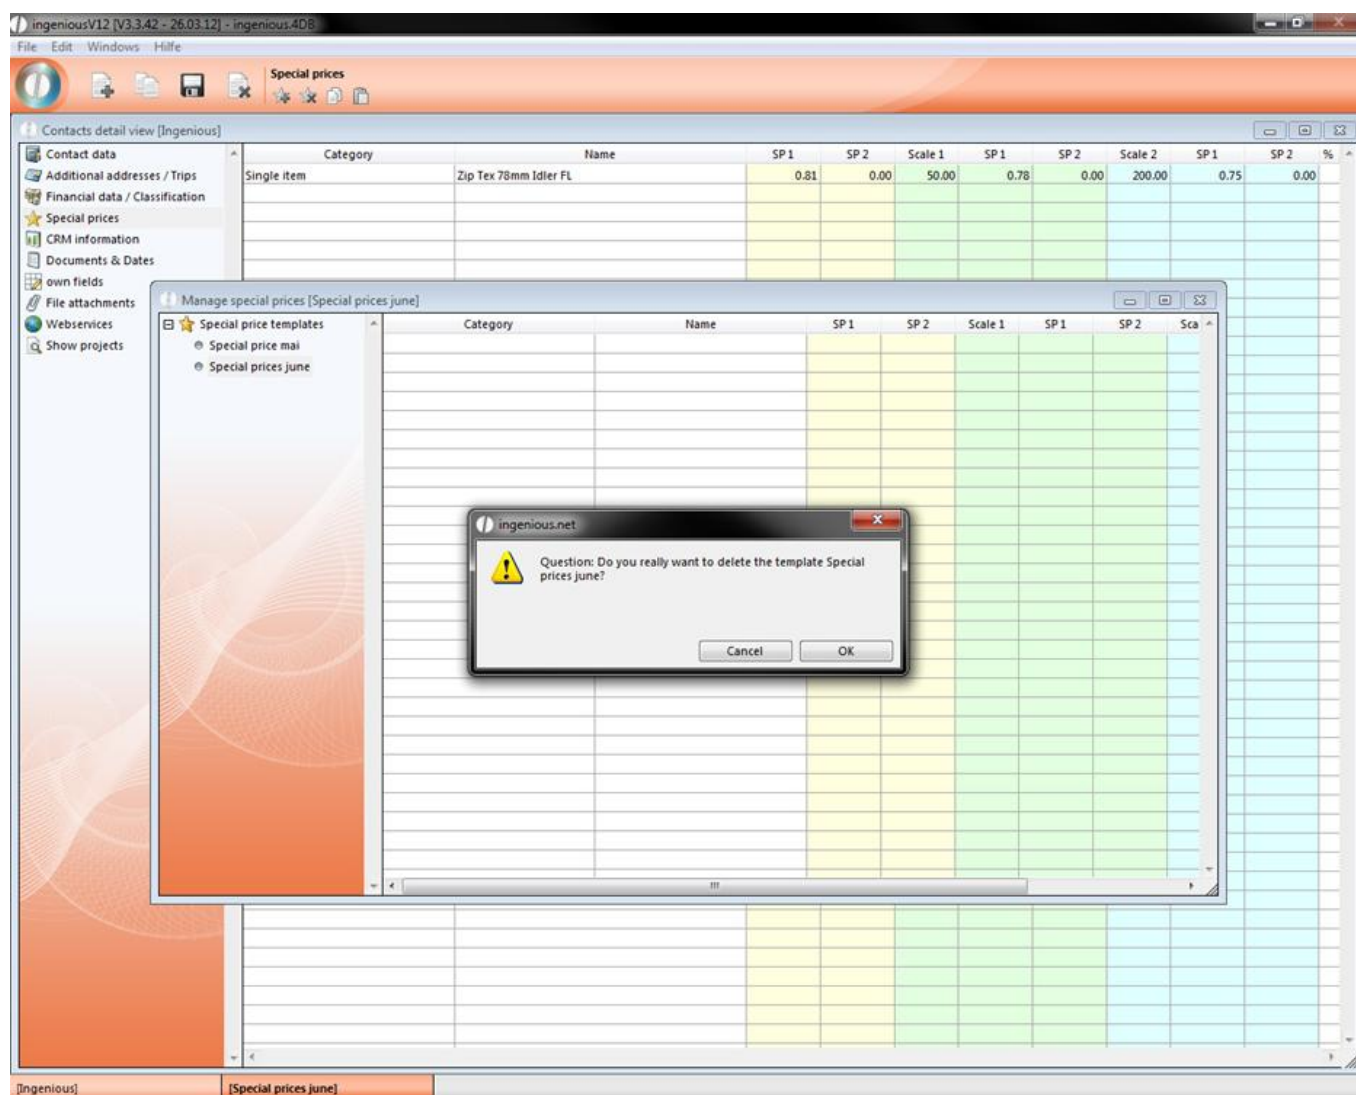 ingeniousV12 [V3.3.42 - 26.03.12] - ingenious.4DB
File Edit Windows Hilfe
Special prices
Contacts detail view [Ingenious]
Contact data
Additional addresses / Trips
Financial data / Classification
Special prices
CRM information
Documents & Dates
own fields
File attachments
Webservices
Show projects
Category Name SP 1 SP 2 Scale 1 SP 1 SP 2 Scale 2 SP 1 SP 2 %
Single item Zip Tex 78mm Idler FL 0.81 0.00 50.00 0.78 0.00 200.00 0.75 0.00
Manage special prices [Special prices june]
Special price templates
Special price mai
Special prices june
Category Name SP 1 SP 2 Scale 1 SP 1 SP 2 Sca
ingenious.net
Question: Do you really want to delete the template Special
prices june?
Cancel OK
[Ingenious] [Special prices june]